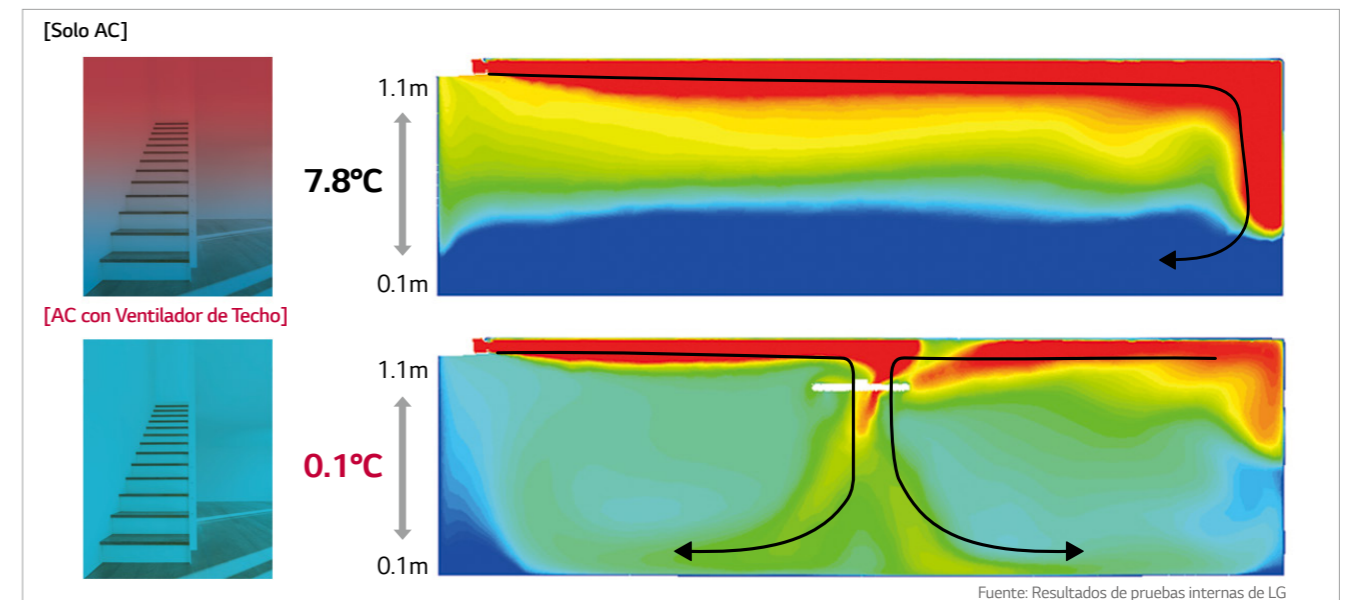 [Solo AC]
1.1m
7.8°C
0.1m
[AC con Ventilador de Techo]
1.1m
0.1°C
0.1m
Fuente: Resultados de pruebas internas de LG